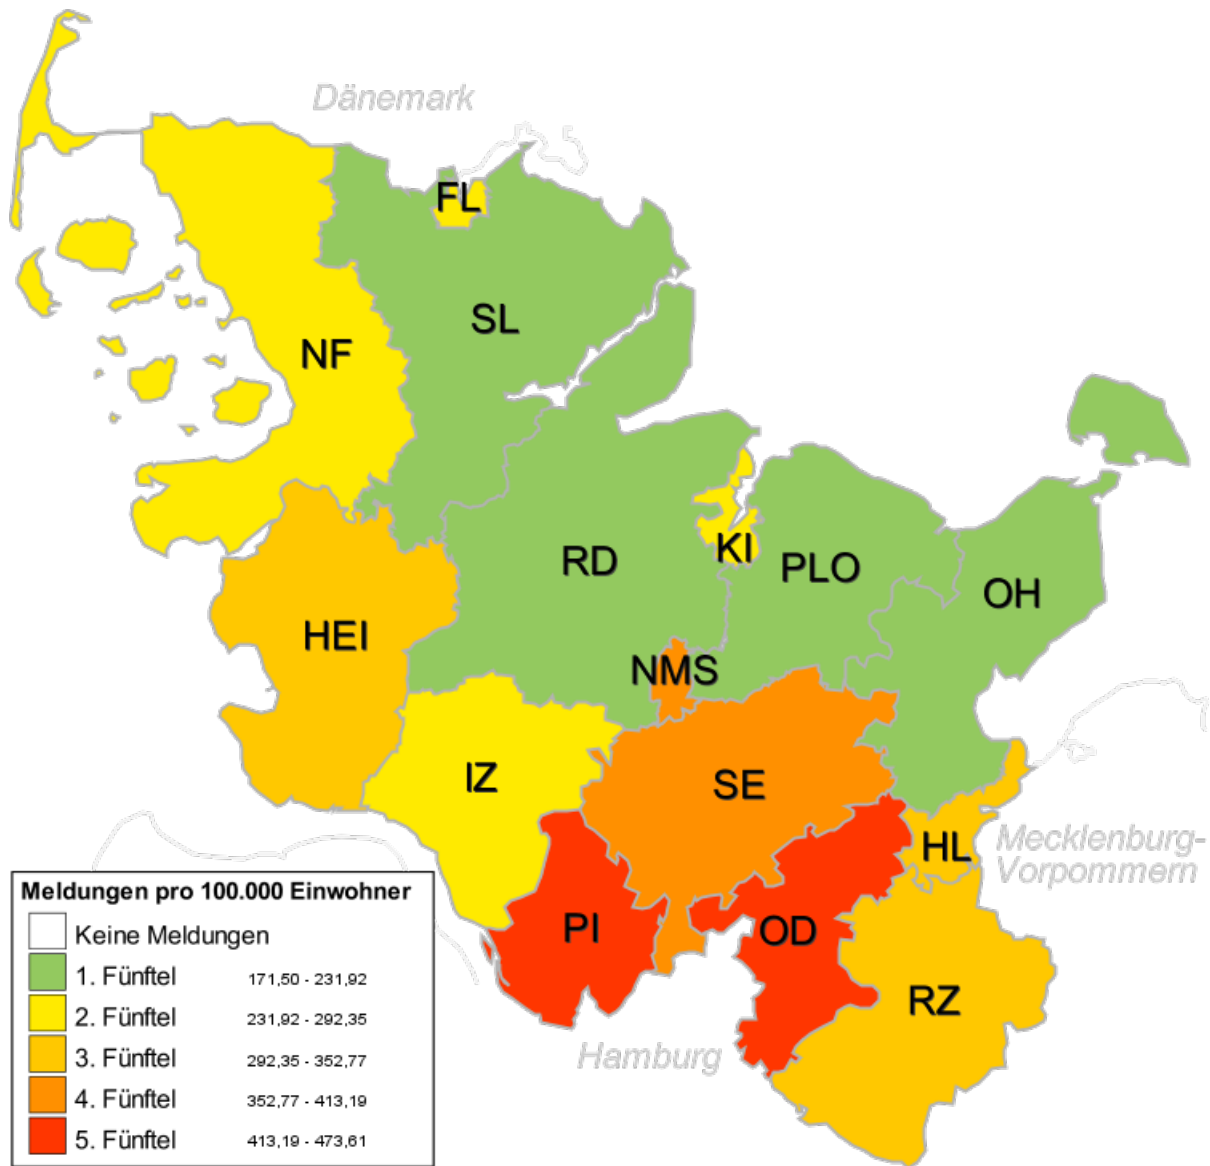 Dänemark
FL
SL
NF
RD
KI
PLO
OH
HEI
NMS
IZ
SE
HL
Mecklenburg-
Vorpommern
PI
OD
RZ
Hamburg
Meldungen pro 100.000 Einwohner
Keine Meldungen
1. Fünftel 171,50 - 231,92
2. Fünftel 231,92 - 292,35
3. Fünftel 292,35 - 352,77
4. Fünftel 352,77 - 413,19
5. Fünftel 413,19 - 473,61